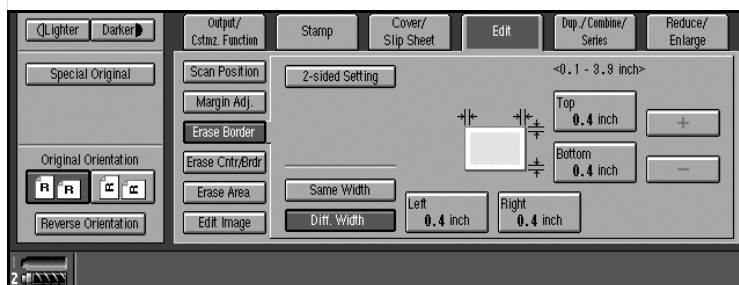 Lighter Darker
Special Original
Original Orientation
R R R R
Reverse Orientation
Output/
Cstmz. Function
Stamp
Cover/
Slip Sheet
Edit
Dup./Combine/
Series
Reduce/
Enlarge
Scan Position
Margin Adj.
Erase Border
Erase Cntr/Brdr
Erase Area
Edit Image
2-sided Setting
<0.1 - 3.9 inch>
Top
0.4 inch
+
Bottom
0.4 inch
−
Same Width
Diff. Width
Left
0.4 inch
Right
0.4 inch
1
2